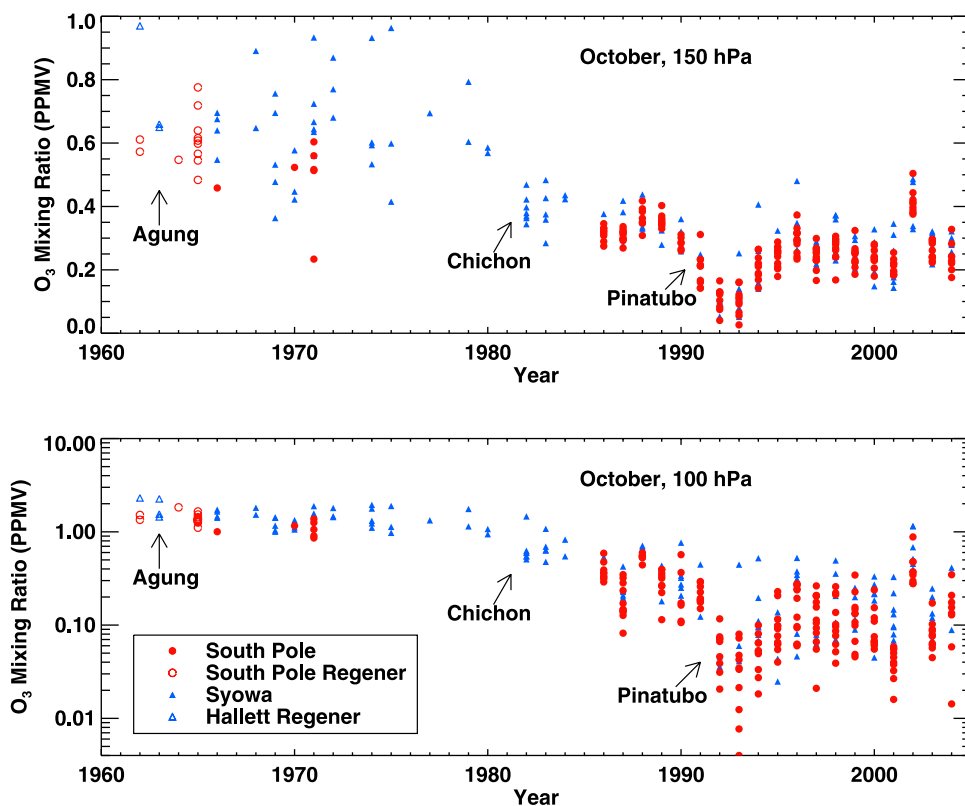 October, 150 hPa
O3 Mixing Ratio (PPMV)
1.0
0.8
0.6
0.4
0.2
0.0
Agung
Chichon
Pinatubo
1960
1970
1980
1990
2000
Year
October, 100 hPa
O3 Mixing Ratio (PPMV)
10.00
1.00
0.10
0.01
Agung
Chichon
Pinatubo
South Pole
South Pole Regener
Syowa
Hallett Regener
1960
1970
1980
1990
2000
Year